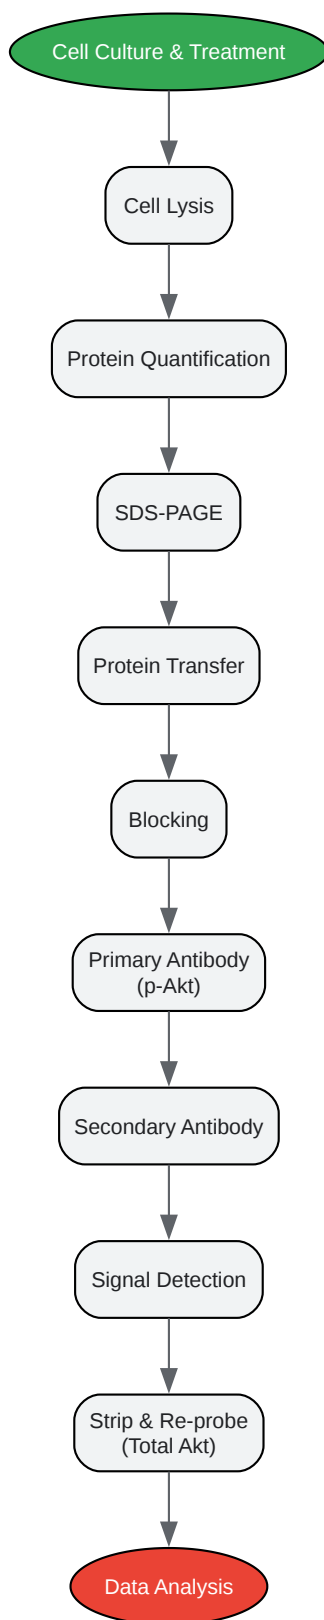 Cell Culture & Treatment
Cell Lysis
Protein Quantification
SDS-PAGE
Protein Transfer
Blocking
Primary Antibody
(p-Akt)
Secondary Antibody
Signal Detection
Strip & Re-probe
(Total Akt)
Data Analysis